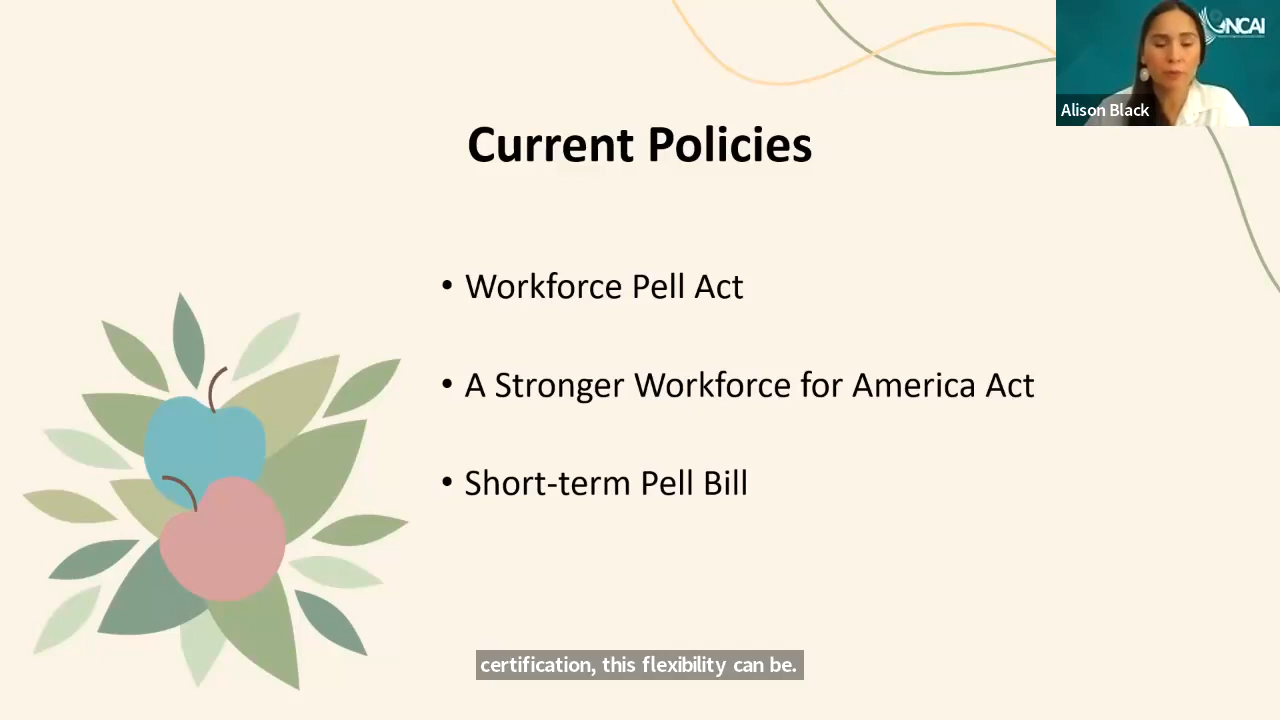 NCAI
Alison Black
Current Policies
• Workforce Pell Act
• A Stronger Workforce for America Act
• Short-term Pell Bill
certification, this flexibility can be.